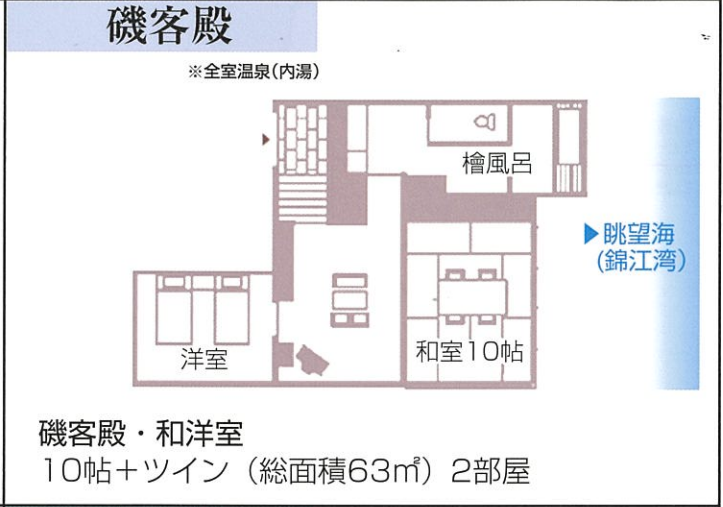 磯客殿
※全室温泉(内湯)
檜風呂
▶眺望海
(錦江湾)
洋室
和室10帖
磯客殿・和洋室
10帖+ツイン（総面積63㎡）2部屋